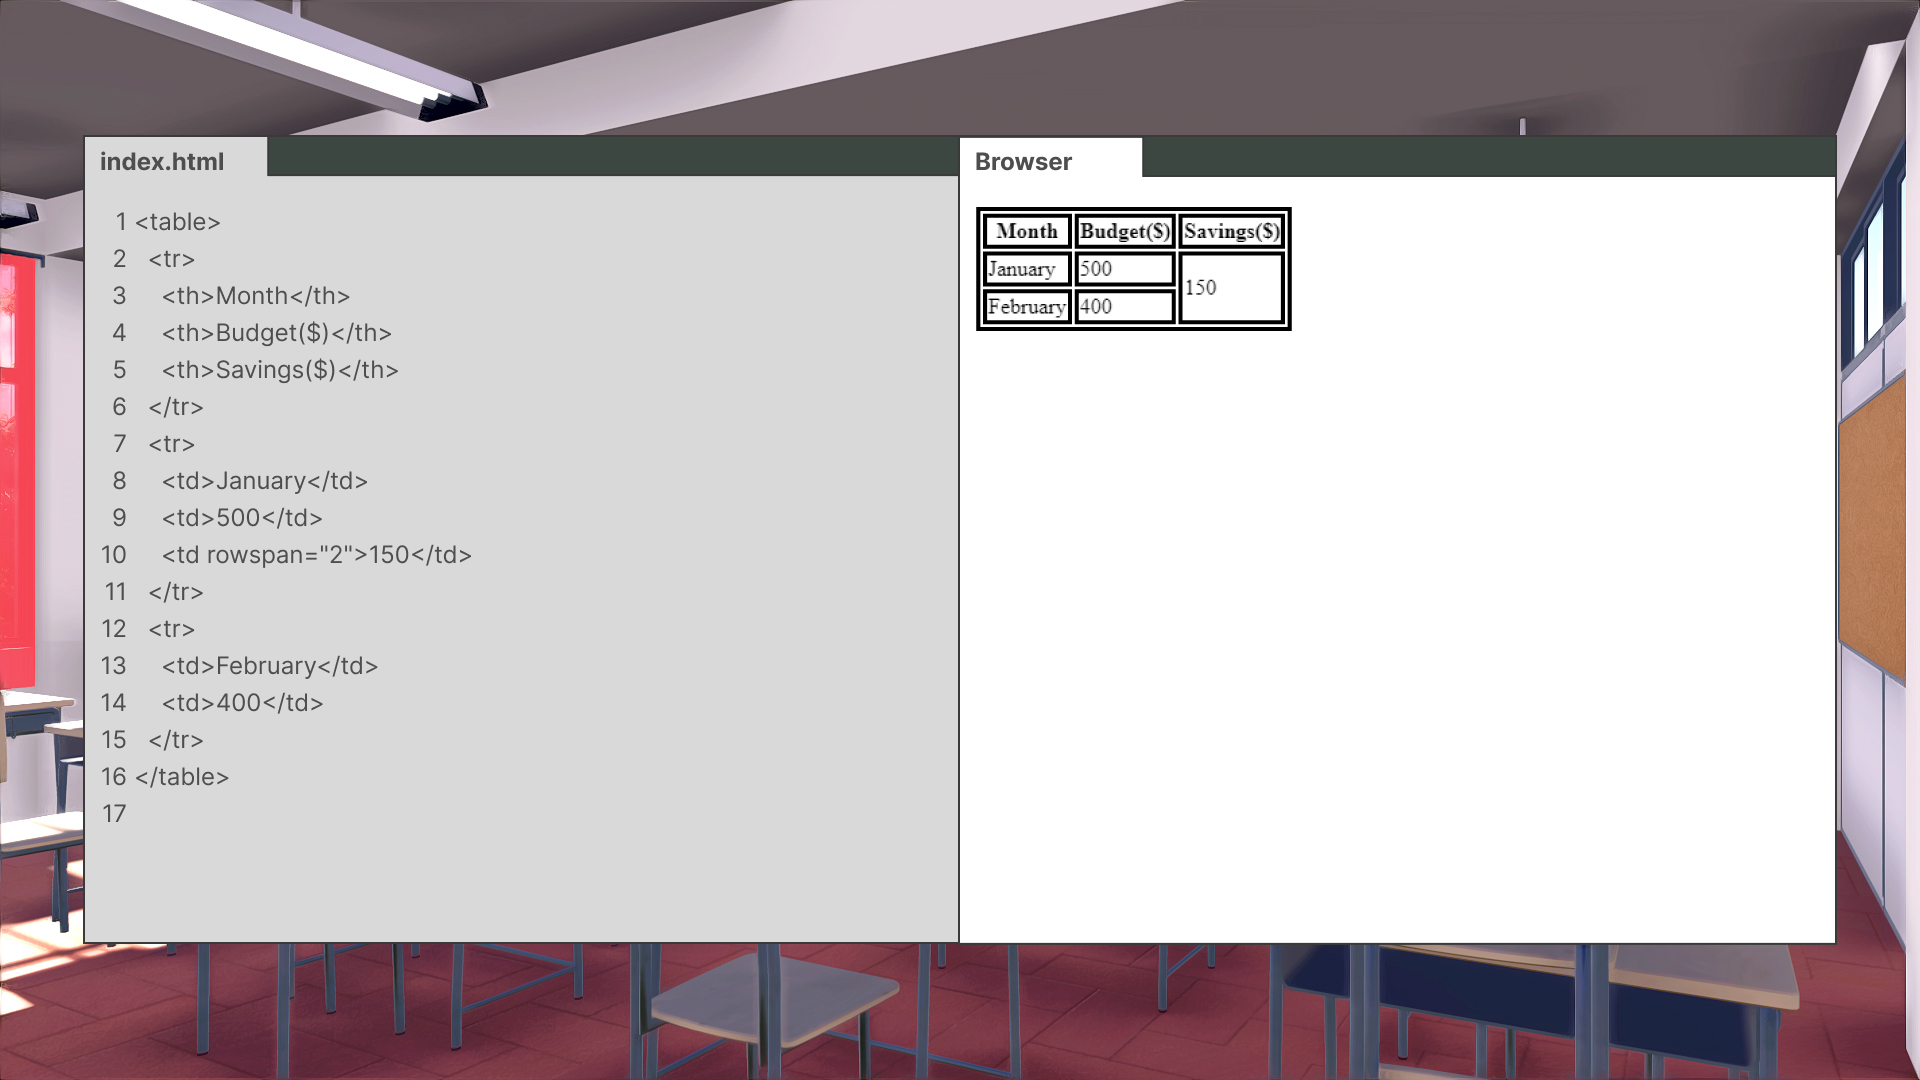 index.html
1 <table>
2 <tr>
3 <th>Month</th>
4 <th>Budget($)</th>
5 <th>Savings($)</th>
6 </tr>
7 <tr>
8 <td>January</td>
9 <td>500</td>
10 <td rowspan="2">150</td>
11 </tr>
12 <tr>
13 <td>February</td>
14 <td>400</td>
15 </tr>
16 </table>
17
Browser
Month Budget($) Savings($)
January 500
150
February 400